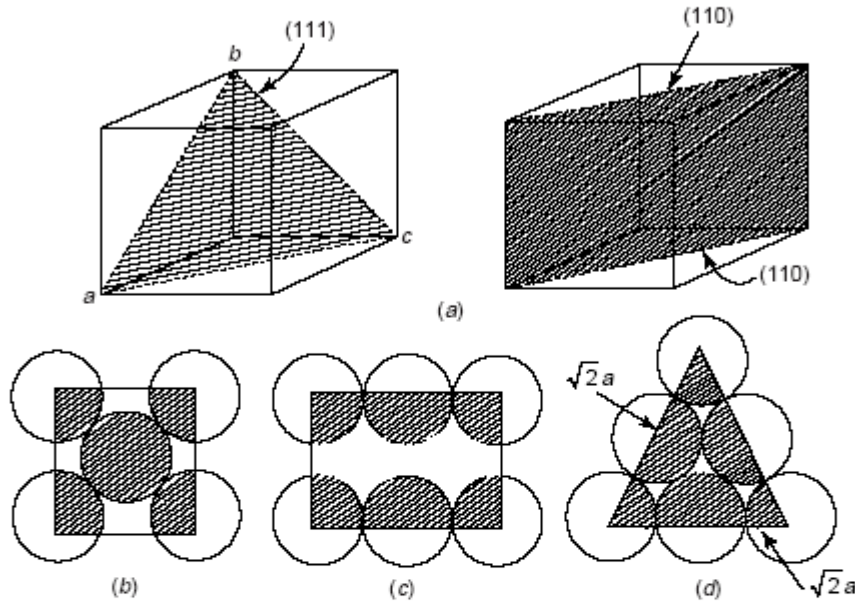 (111)
b
a
c
(110)
(110)
(a)
√2 a
√2 a
(b)
(c)
(d)